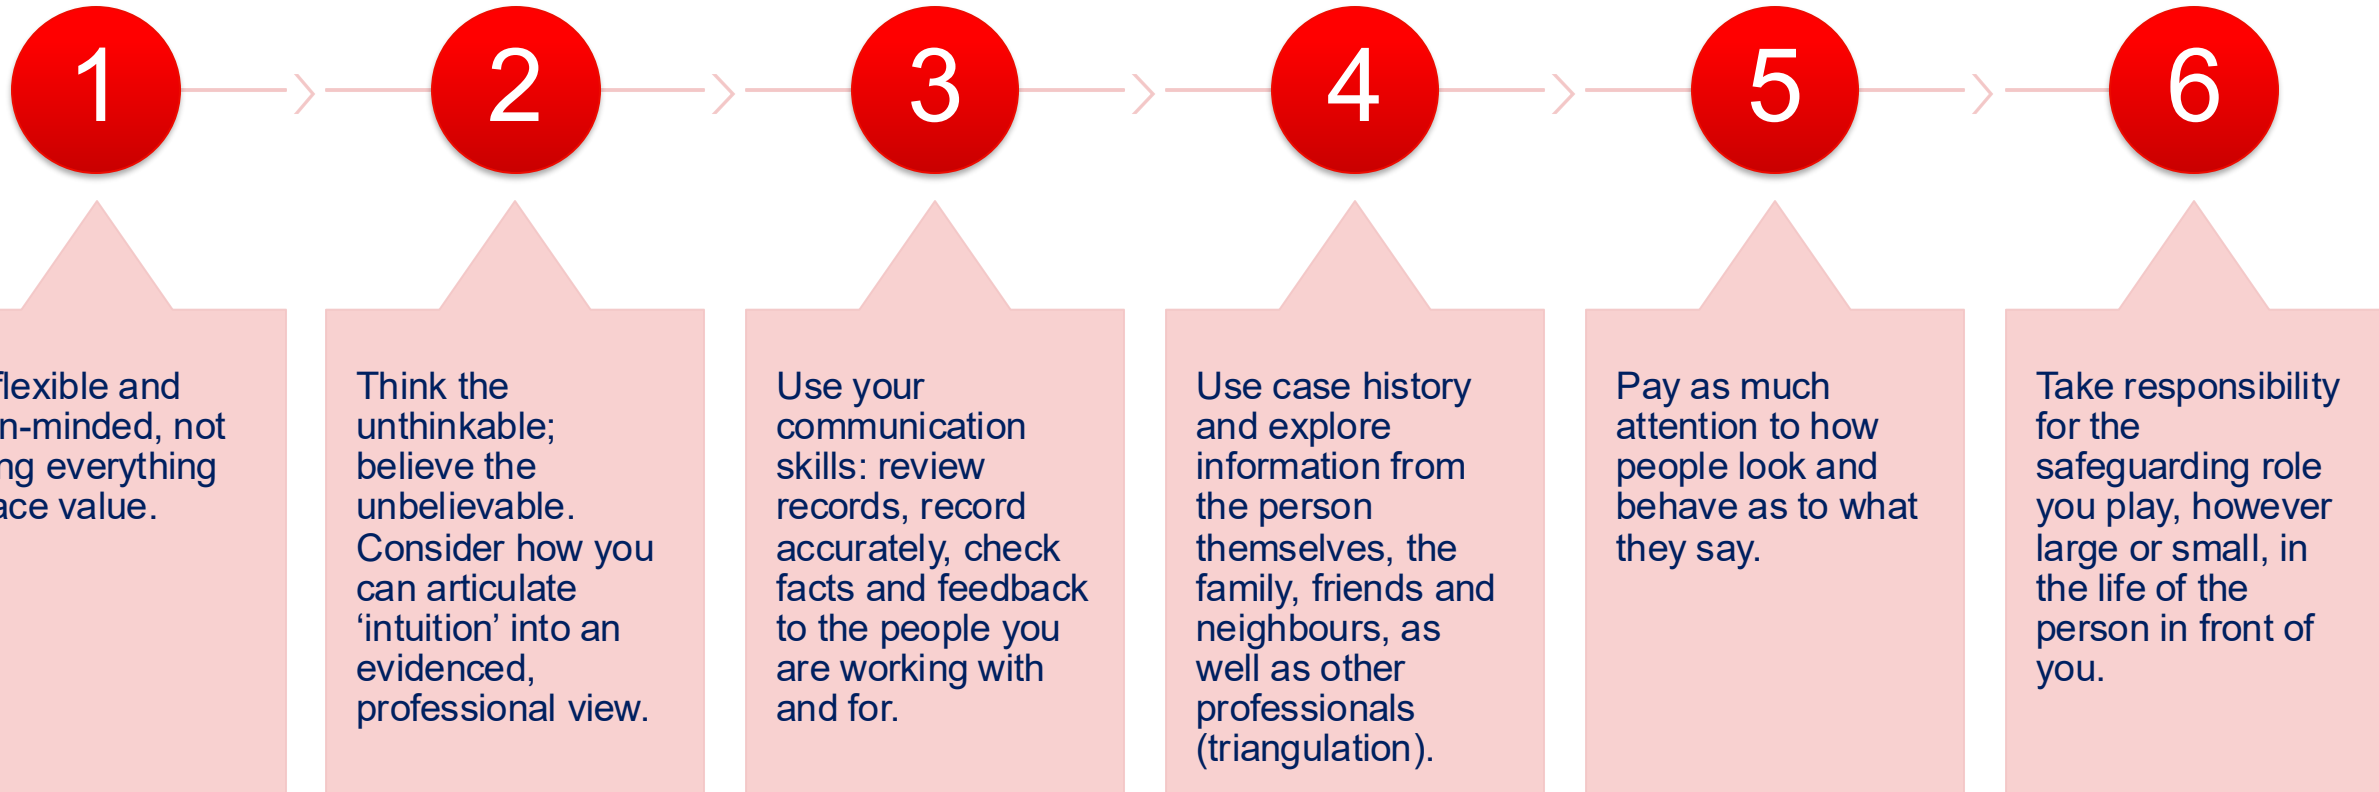 1
2
3
4
5
6
flexible and
n-minded, not
ng everything
ace value.
Think the
unthinkable;
believe the
unbelievable.
Consider how you
can articulate
‘intuition’ into an
evidenced,
professional view.
Use your
communication
skills: review
records, record
accurately, check
facts and feedback
to the people you
are working with
and for.
Use case history
and explore
information from
the person
themselves, the
family, friends and
neighbours, as
well as other
professionals
(triangulation).
Pay as much
attention to how
people look and
behave as to what
they say.
Take responsibility
for the
safeguarding role
you play, however
large or small, in
the life of the
person in front of
you.